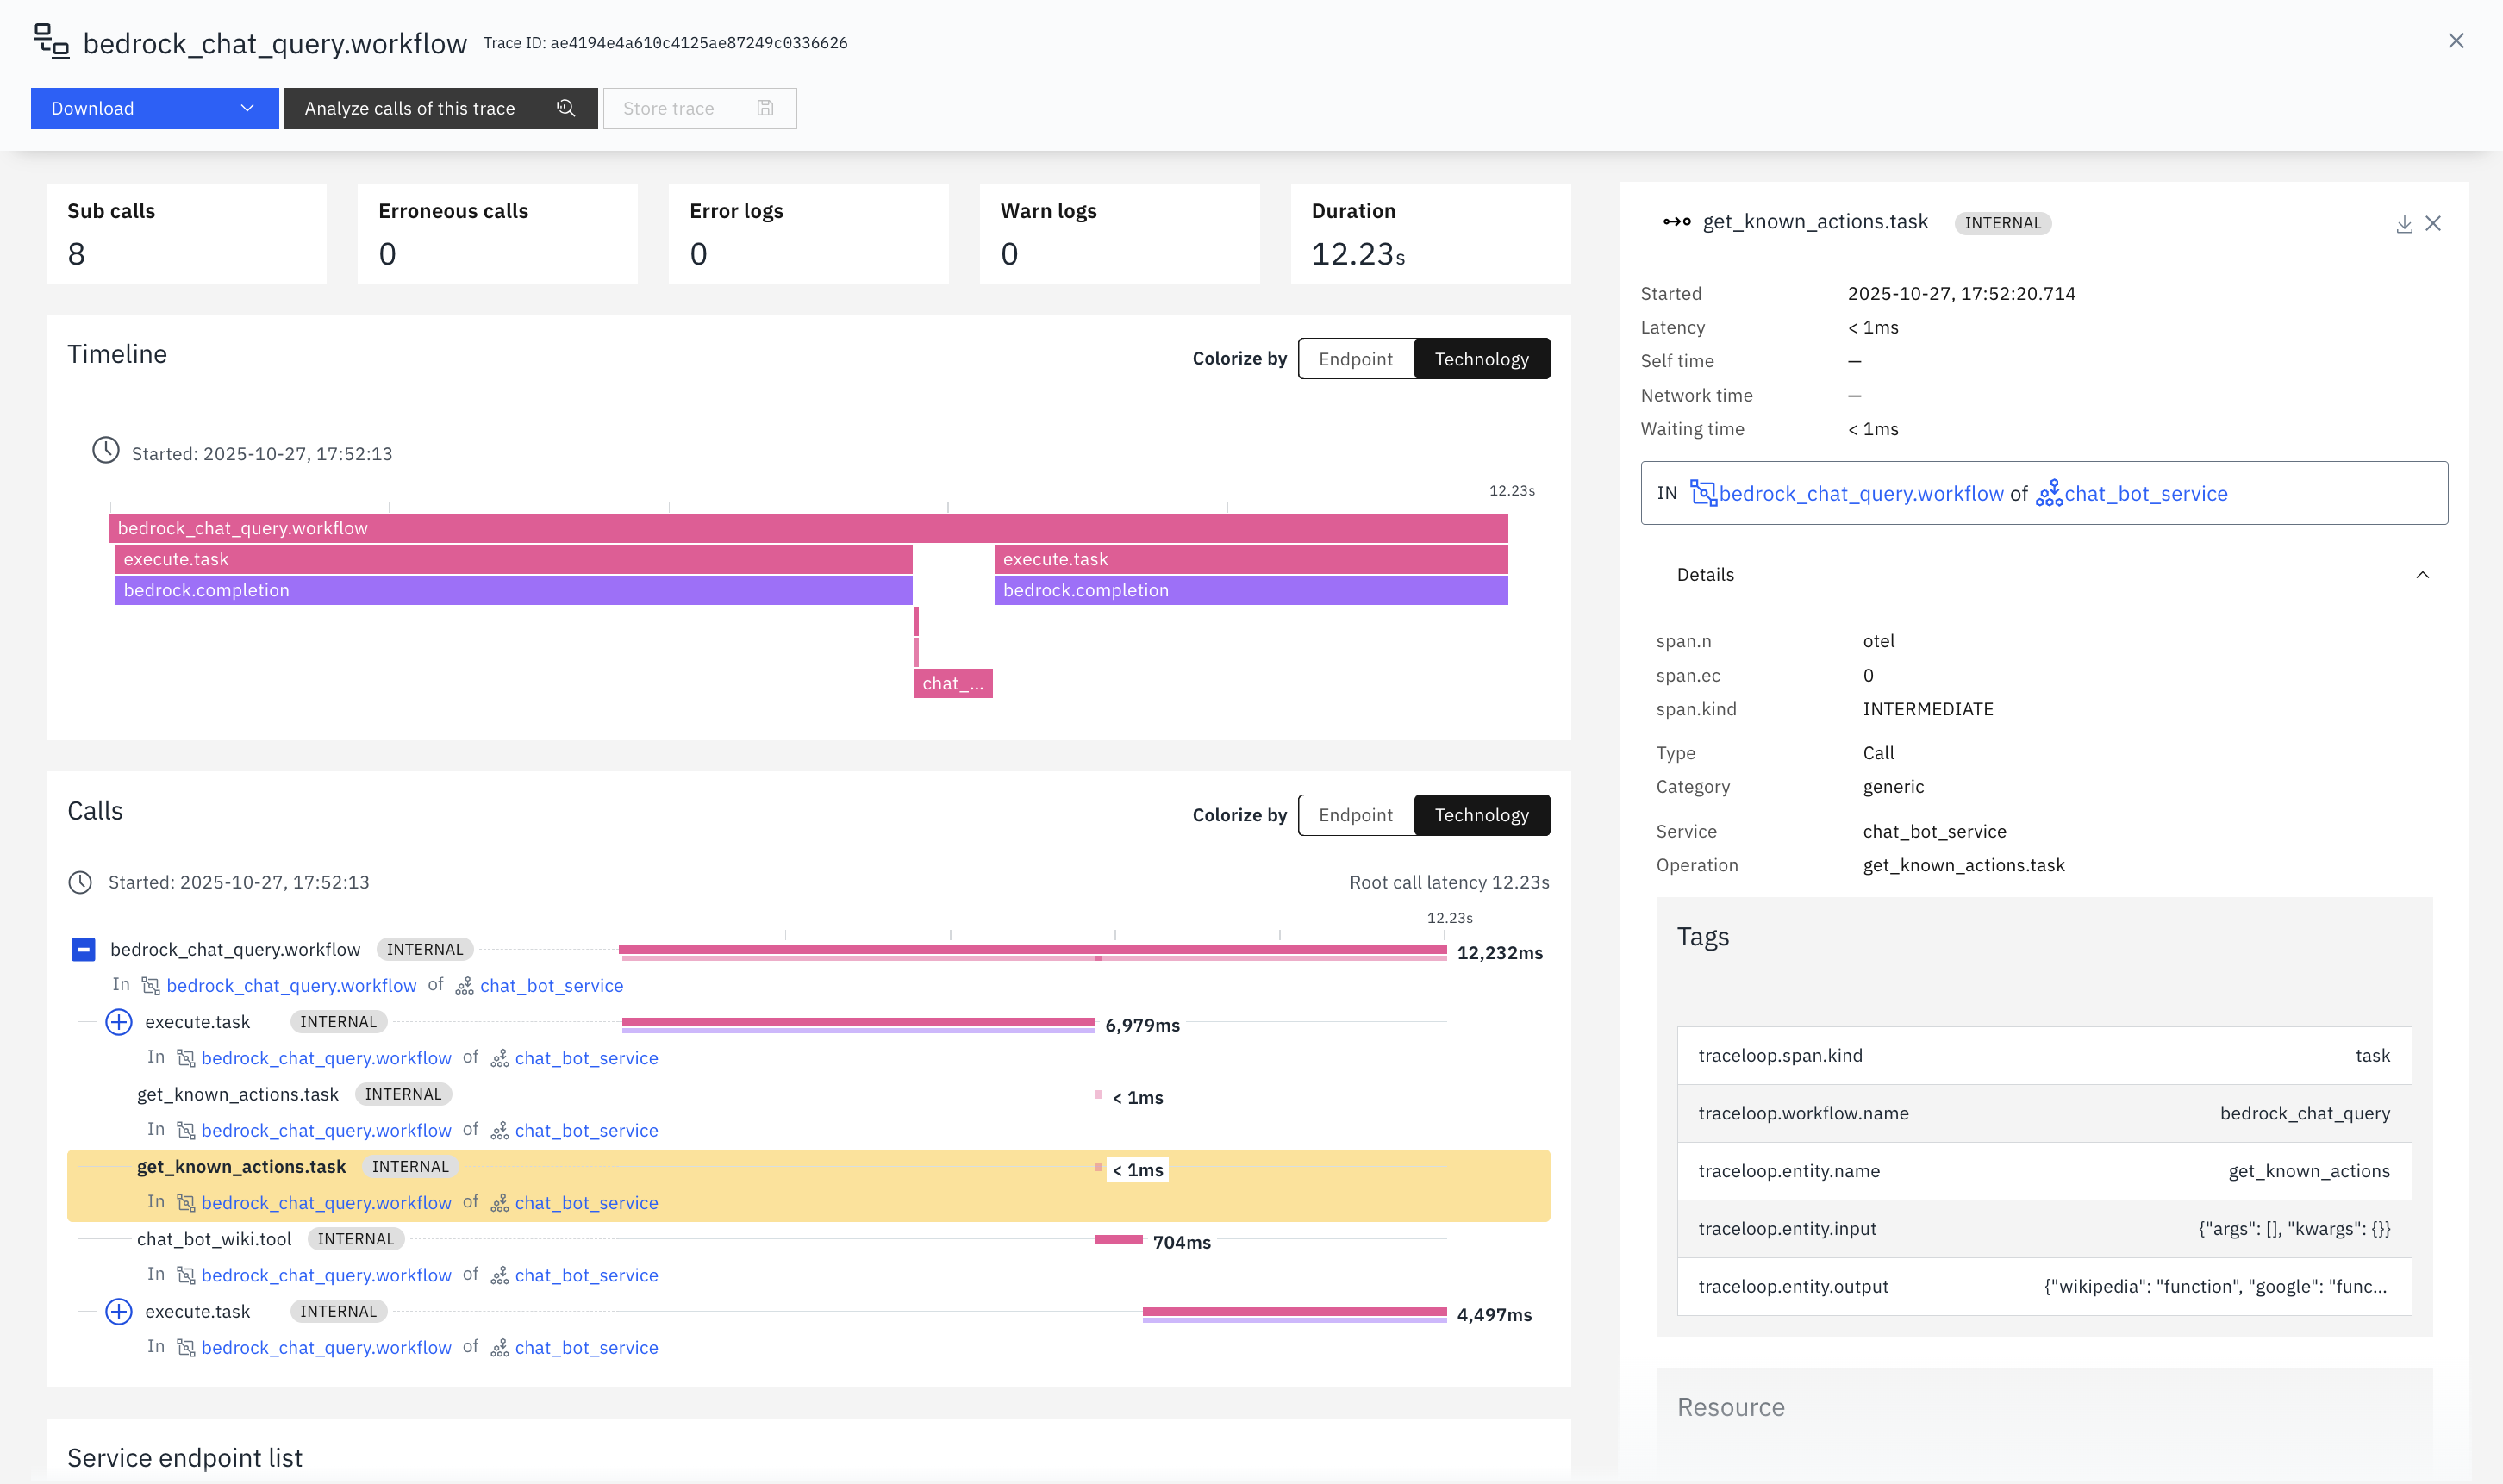 bedrock_chat_query.workflow Trace ID: ae4194e4a610c4125ae87249c0336626
Download Analyze calls of this trace Store trace
Sub calls
8
Erroneous calls
0
Error logs
0
Warn logs
0
Duration
12.23s
Timeline
Colorize by Endpoint Technology
Started: 2025-10-27, 17:52:13
12.23s
bedrock_chat_query.workflow
execute.task execute.task
bedrock.completion bedrock.completion
chat_...
Calls
Colorize by Endpoint Technology
Started: 2025-10-27, 17:52:13 Root call latency 12.23s
12.23s
bedrock_chat_query.workflow INTERNAL 12,232ms
In bedrock_chat_query.workflow of chat_bot_service
execute.task INTERNAL 6,979ms
In bedrock_chat_query.workflow of chat_bot_service
get_known_actions.task INTERNAL < 1ms
In bedrock_chat_query.workflow of chat_bot_service
get_known_actions.task INTERNAL < 1ms
In bedrock_chat_query.workflow of chat_bot_service
chat_bot_wiki.tool INTERNAL 704ms
In bedrock_chat_query.workflow of chat_bot_service
execute.task INTERNAL 4,497ms
In bedrock_chat_query.workflow of chat_bot_service
Service endpoint list
get_known_actions.task INTERNAL
Started 2025-10-27, 17:52:20.714
Latency < 1ms
Self time —
Network time —
Waiting time < 1ms
IN bedrock_chat_query.workflow of chat_bot_service
Details
span.n otel
span.ec 0
span.kind INTERMEDIATE
Type Call
Category generic
Service chat_bot_service
Operation get_known_actions.task
Tags
traceloop.span.kind task
traceloop.workflow.name bedrock_chat_query
traceloop.entity.name get_known_actions
traceloop.entity.input {"args": [], "kwargs": {}}
traceloop.entity.output {"wikipedia": "function", "google": "func...
Resource